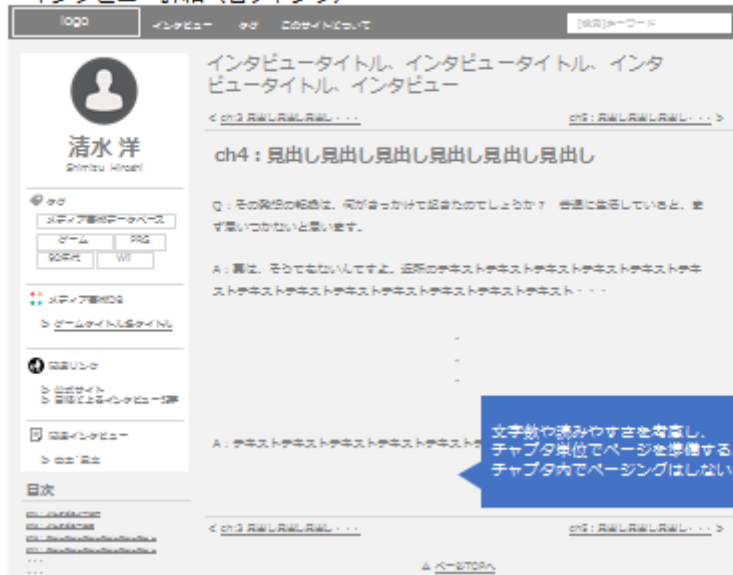 logo
インタビュー タグ このサイトについて
[検索]キーワード
清水 洋
Shimizu Hiroshi
タグ
メディア芸術データベース
ゲーム
90年代 WII
メディア芸術DB
ゲームタイトル名タイトル
関連リンク
公式サイト
関連インタビュー
目次
インタビュータイトル、インタビュータイトル、インタ
ビュータイトル、インタビュー
< ch3 見出し見出し見出し・・・
ch5：見出し見出し見出し・・・ >
ch4：見出し見出し見出し見出し見出し見出し
Q：その発想の転換は、何がきっかけで起きたのでしょうか？ 普通に生活していると、ま
ず思いつかないと思います。
A：実は、そうでもないんですよ。近所のテキストテキストテキストテキストテキストテキ
ストテキストテキストテキストテキストテキストテキストテキスト・・・
A：テキストテキストテキストテキストテキストテ
文字数や読みやすさを考慮し、
チャプタ単位でページを準備する。
チャプタ内でページングはしない
< ch3 見出し見出し見出し・・・
ch5：見出し見出し見出し・・・ >
△ ページTOPへ